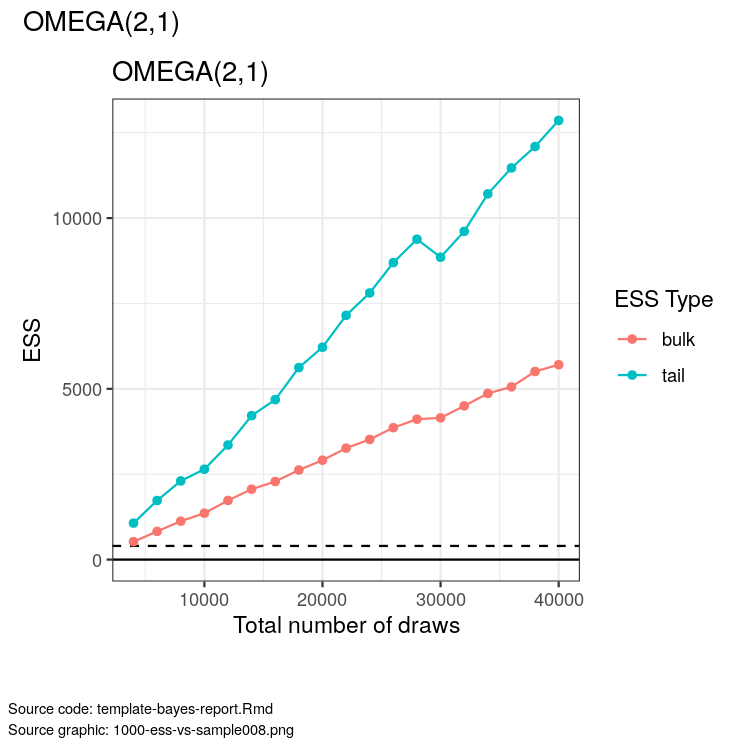 OMEGA(2,1)
OMEGA(2,1)
ESS
10000
5000
0
10000 20000 30000 40000
Total number of draws
ESS Type
bulk
tail
Source code: template-bayes-report.Rmd
Source graphic: 1000-ess-vs-sample008.png